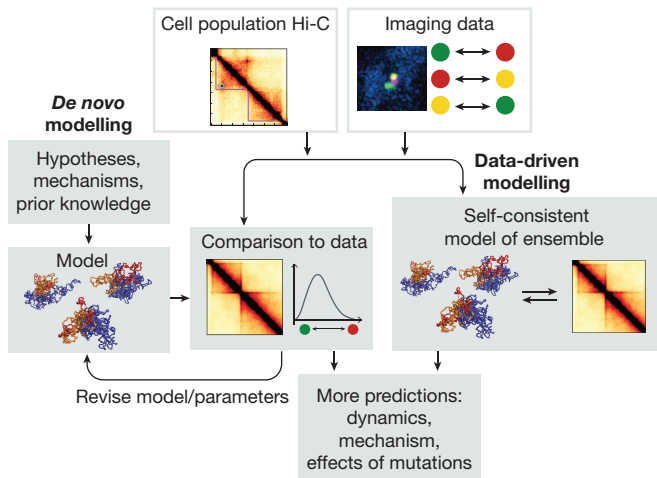 Cell population Hi-C
Imaging data
De novo
modelling
Hypotheses,
mechanisms,
prior knowledge
Data-driven
modelling
Model
Comparison to data
Self-consistent
model of ensemble
Revise model/parameters
More predictions:
dynamics,
mechanism,
effects of mutations